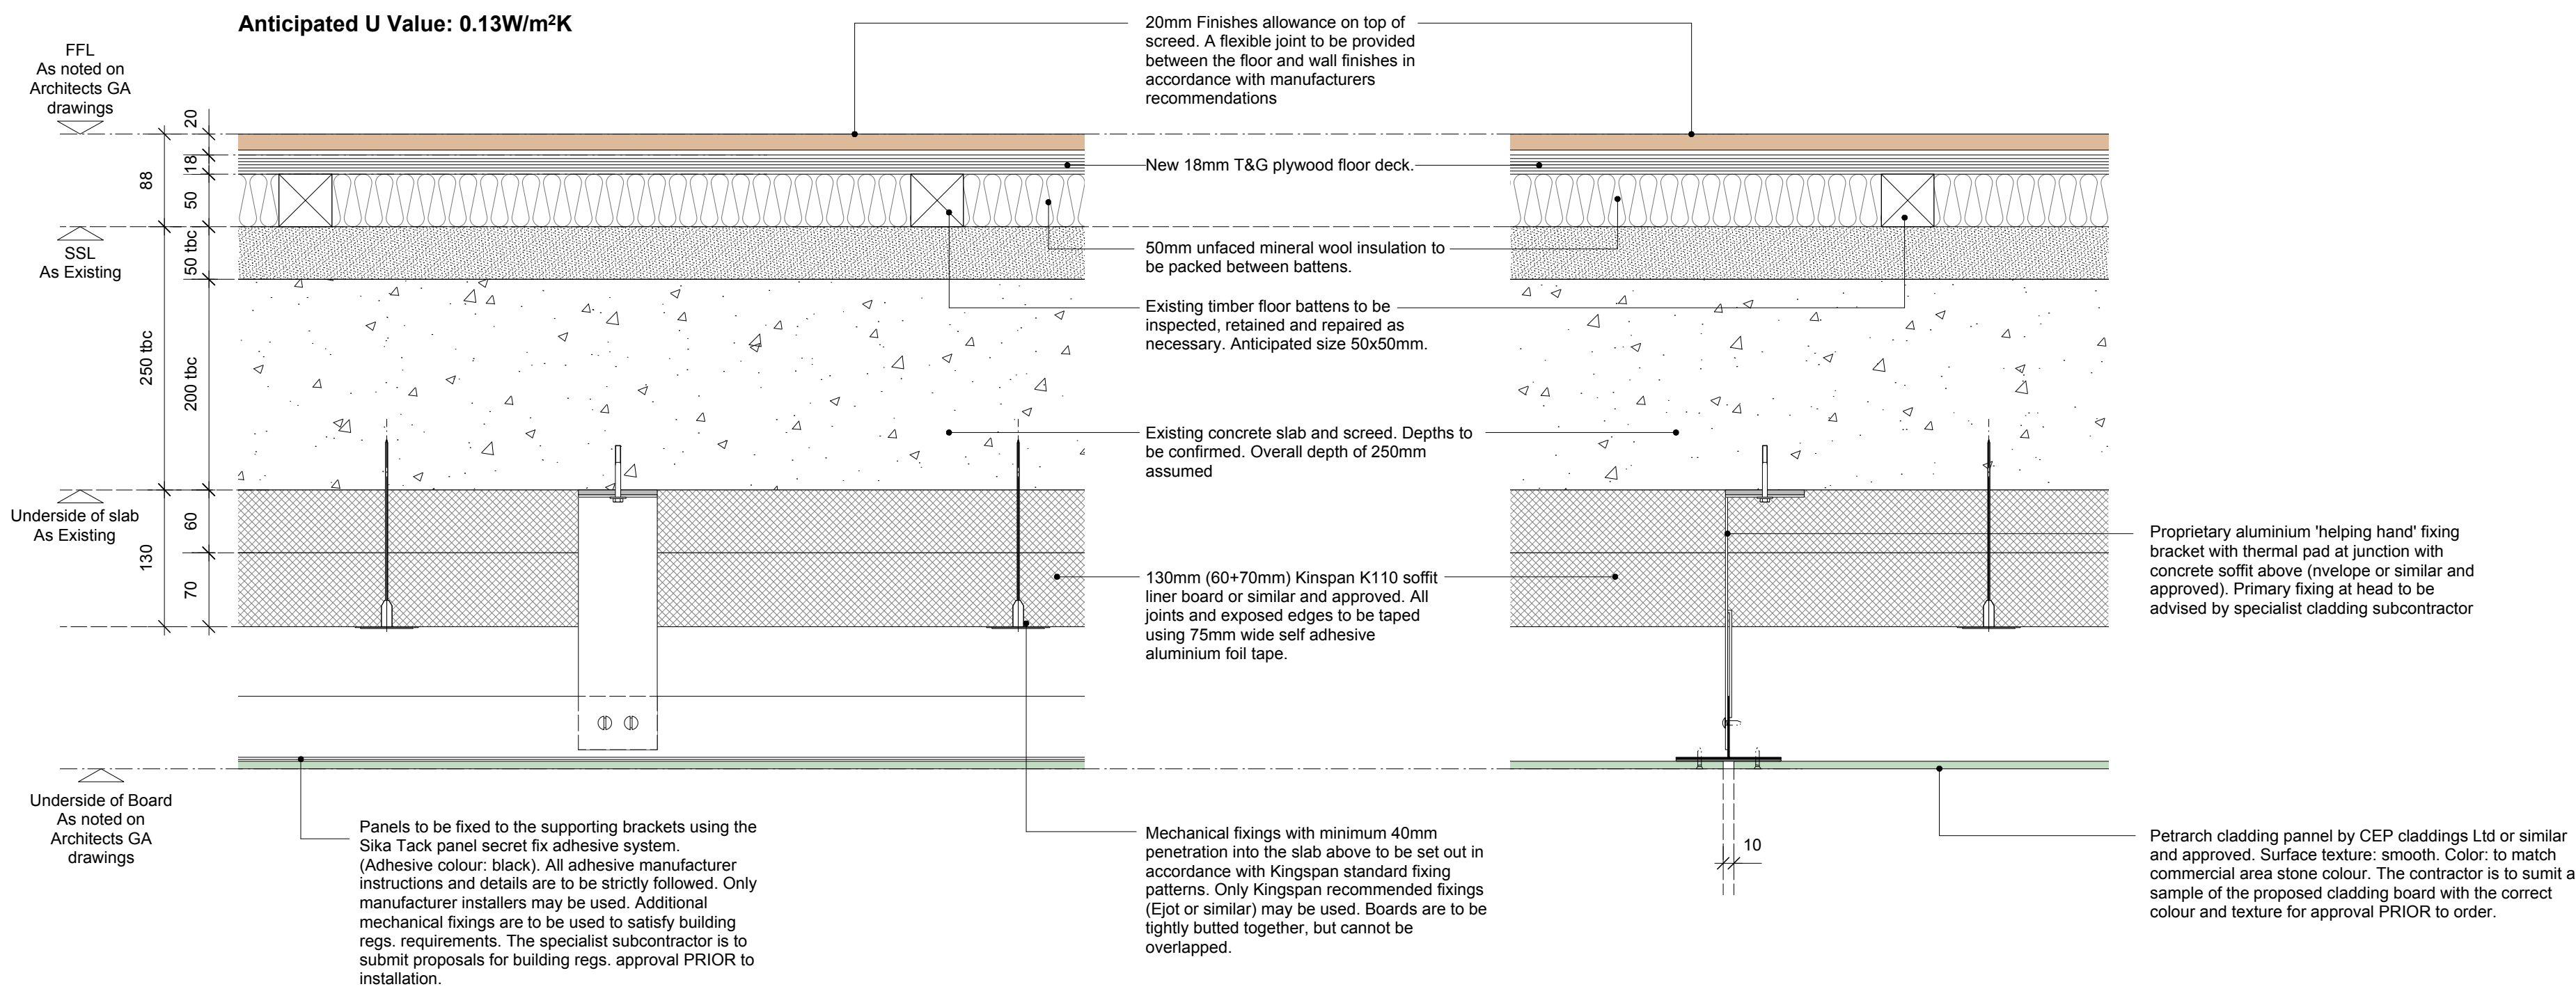 Anticipated U Value: 0.13W/m²K
FFL
As noted on
Architects GA
drawings
20
18
88
50
SSL
As Existing
50 tbc
250 tbc
200 tbc
Underside of slab
As Existing
60
130
70
Underside of Board
As noted on
Architects GA
drawings
20mm Finishes allowance on top of
screed. A flexible joint to be provided
between the floor and wall finishes in
accordance with manufacturers
recommendations
New 18mm T&G plywood floor deck.
50mm unfaced mineral wool insulation to
be packed between battens.
Existing timber floor battens to be
inspected, retained and repaired as
necessary. Anticipated size 50x50mm.
Existing concrete slab and screed. Depths to
be confirmed. Overall depth of 250mm
assumed
130mm (60+70mm) Kinspan K110 soffit
liner board or similar and approved. All
joints and exposed edges to be taped
using 75mm wide self adhesive
aluminium foil tape.
Proprietary aluminium 'helping hand' fixing
bracket with thermal pad at junction with
concrete soffit above (nvelope or similar and
approved). Primary fixing at head to be
advised by specialist cladding subcontractor
Panels to be fixed to the supporting brackets using the
Sika Tack panel secret fix adhesive system.
(Adhesive colour: black). All adhesive manufacturer
instructions and details are to be strictly followed. Only
manufacturer installers may be used. Additional
mechanical fixings are to be used to satisfy building
regs. requirements. The specialist subcontractor is to
submit proposals for building regs. approval PRIOR to
installation.
Mechanical fixings with minimum 40mm
penetration into the slab above to be set out in
accordance with Kingspan standard fixing
patterns. Only Kingspan recommended fixings
(Ejot or similar) may be used. Boards are to be
tightly butted together, but cannot be
overlapped.
10
Petrarch cladding pannel by CEP claddings Ltd or similar
and approved. Surface texture: smooth. Color: to match
commercial area stone colour. The contractor is to sumit a
sample of the proposed cladding board with the correct
colour and texture for approval PRIOR to order.